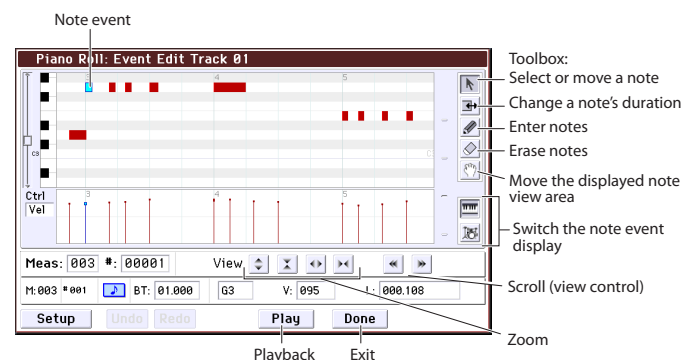 Note event
Piano Roll: Event Edit Track 01
Toolbox:
Select or move a note
Change a note's duration
Enter notes
Erase notes
Move the displayed note
view area
Switch the note event
display
3 4 5
C5
Ctrl 3 4 5
Vel
Meas: 003 #: 00001 View
M:003 #001 BT: 01.000 G3 V: 095 L: 000.108
Scroll (view control)
Setup Undo Redo Play Done
Zoom
Playback Exit